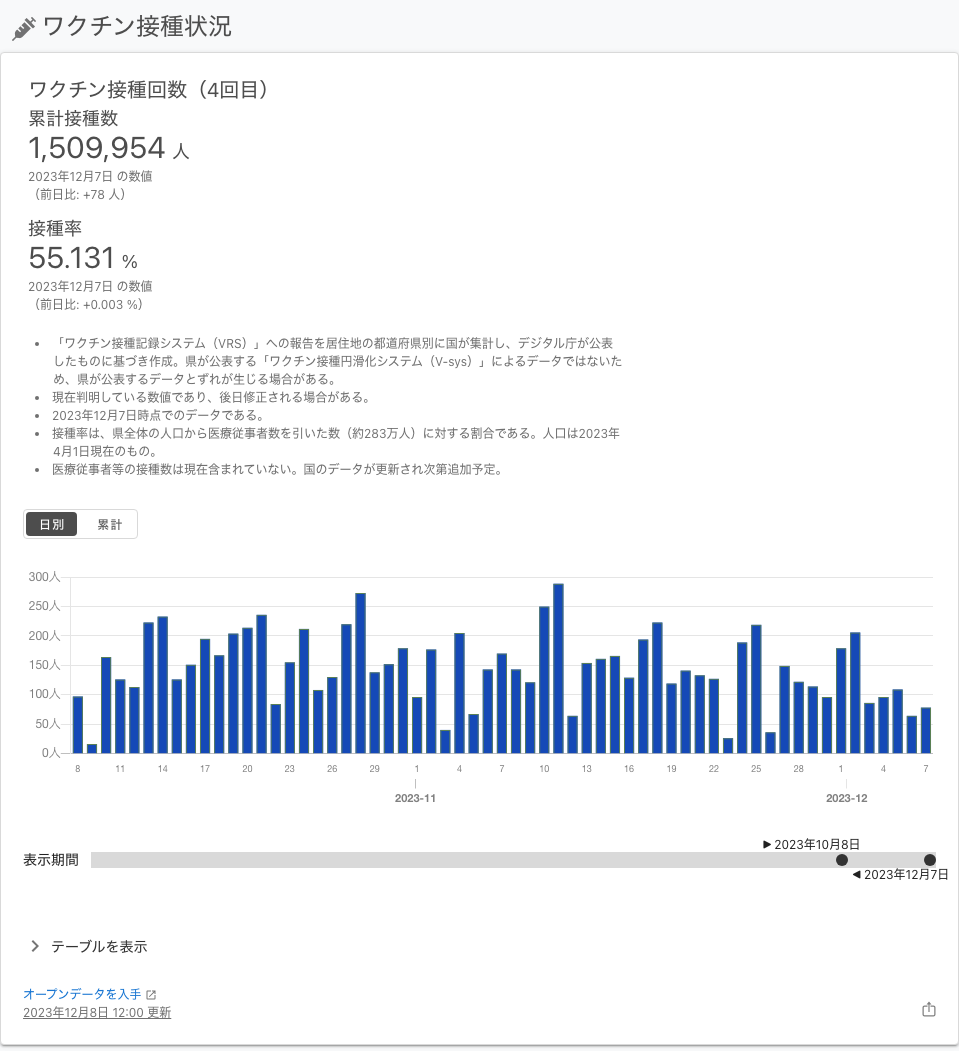 ワクチン接種状況
ワクチン接種回数（4回目）
累計接種数
1,509,954 人
2023年12月7日 の数値
（前日比: +78 人）
接種率
55.131 %
2023年12月7日 の数値
（前日比: +0.003 %）
• 「ワクチン接種記録システム（VRS）」への報告を居住地の都道府県別に国が集計し、デジタル庁が公表
したものに基づき作成。県が公表する「ワクチン接種円滑化システム（V-sys）」によるデータではないた
め、県が公表するデータとずれが生じる場合がある。
• 現在判明している数値であり、後日修正される場合がある。
• 2023年12月7日時点でのデータである。
• 接種率は、県全体の人口から医療従事者数を引いた数（約283万人）に対する割合である。人口は2023年
4月1日現在のもの。
• 医療従事者等の接種数は現在含まれていない。国のデータが更新され次第追加予定。
日別 累計
300人
250人
200人
150人
100人
50人
0人
8 11 14 17 20 23 26 29 1 4 7 10 13 16 19 22 25 28 1 4 7
2023-11 2023-12
▶ 2023年10月8日
表示期間
◀ 2023年12月7日
テーブルを表示
オープンデータを入手
2023年12月8日 12:00 更新